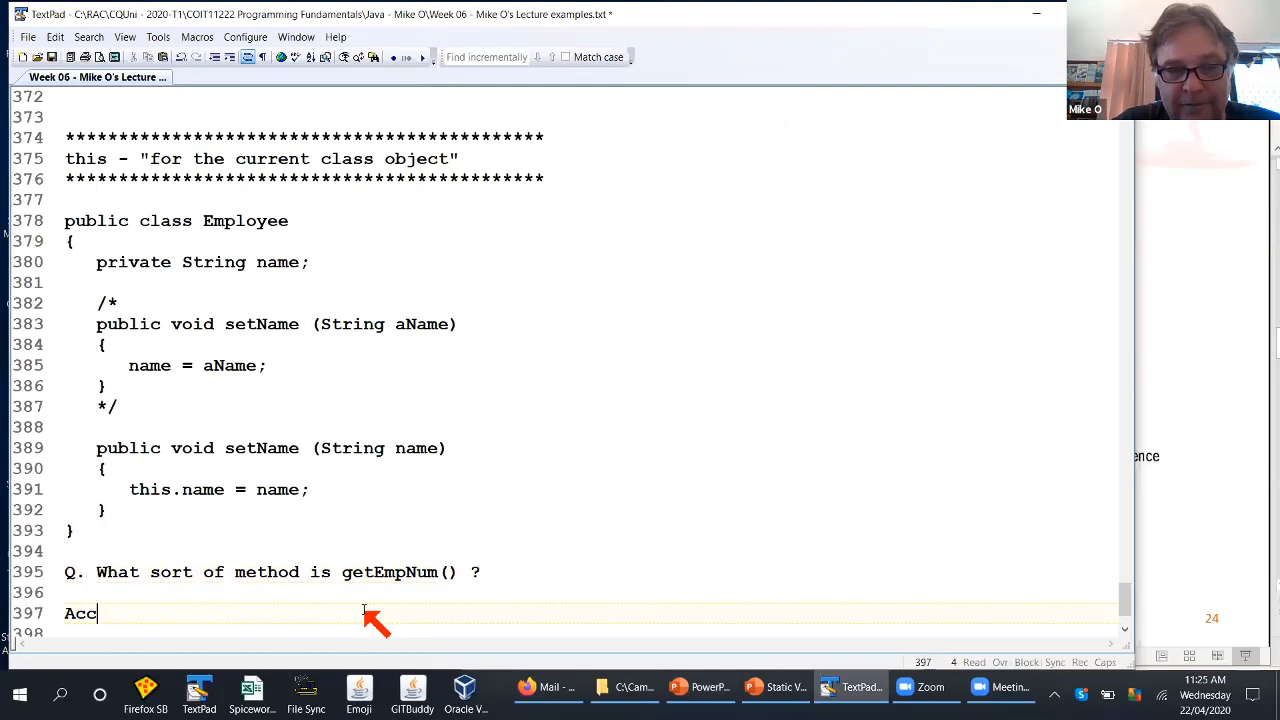 TextPad - C:\RAC\CQUni - 2020-T1\COIT11222 Programming Fundamentals\Java - Mike O\Week 06 - Mike O's Lecture examples.txt *
File Edit Search View Tools Macros Configure Window Help
Find incrementally Match case
Week 06 - Mike O's Lecture ...
Mike O
372
373
374 *********************************************
375 this - "for the current class object"
376 *********************************************
377
378 public class Employee
379 {
380 private String name;
381
382 /*
383 public void setName (String aName)
384 {
385 name = aName;
386 }
387 */
388
389 public void setName (String name)
390 {
391 this.name = name;
392 }
393 }
394
395 Q. What sort of method is getEmpNum() ?
396
397 Acc
398
ence
24
397 4 Read Ovr Block Sync Rec Caps
Firefox SB TextPad Spicewor... File Sync Emoji GITBuddy Oracle V... Mail - ... C:\Cam... PowerP... Static V... TextPad... Zoom Meetin...
11:25 AM
Wednesday
22/04/2020